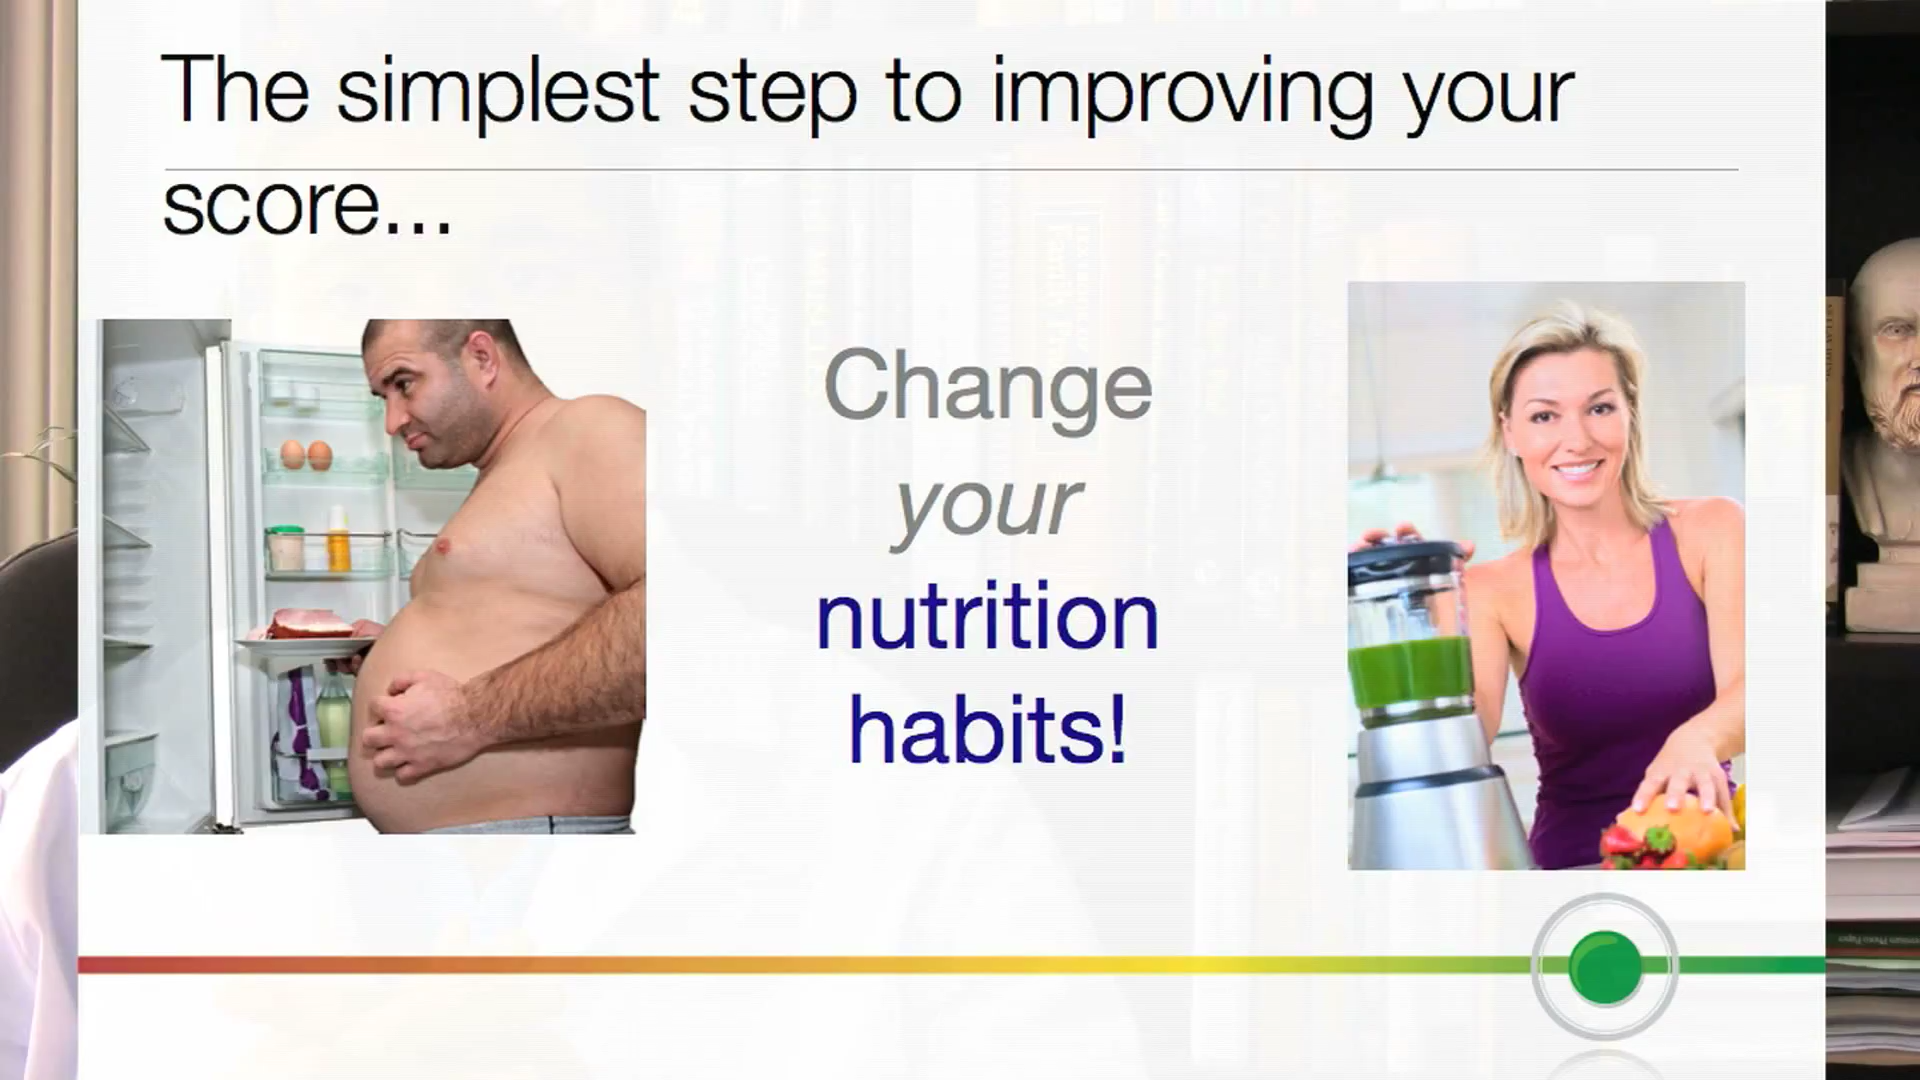 The simplest step to improving your
score...
Change
your
nutrition
habits!